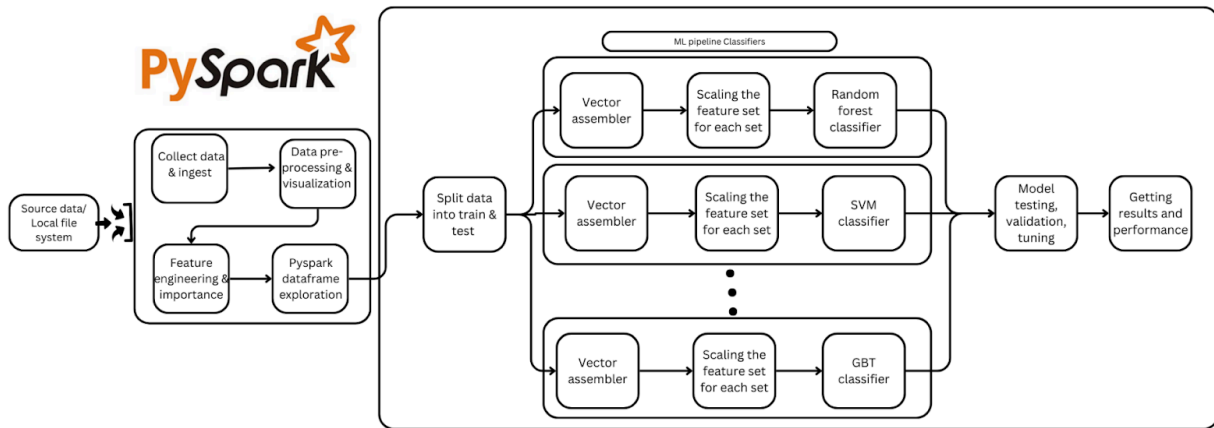 PySpark
ML pipeline Classifiers
Source data/
Local file
system
Collect data
& ingest
Data pre-
processing &
visualization
Feature
engineering &
importance
Pyspark
dataframe
exploration
Split data
into train &
test
Vector
assembler
Scaling the
feature set
for each set
Random
forest
classifier
Vector
assembler
Scaling the
feature set
for each set
SVM
classifier
Vector
assembler
Scaling the
feature set
for each set
GBT
classifier
Model
testing,
validation,
tuning
Getting
results and
performance